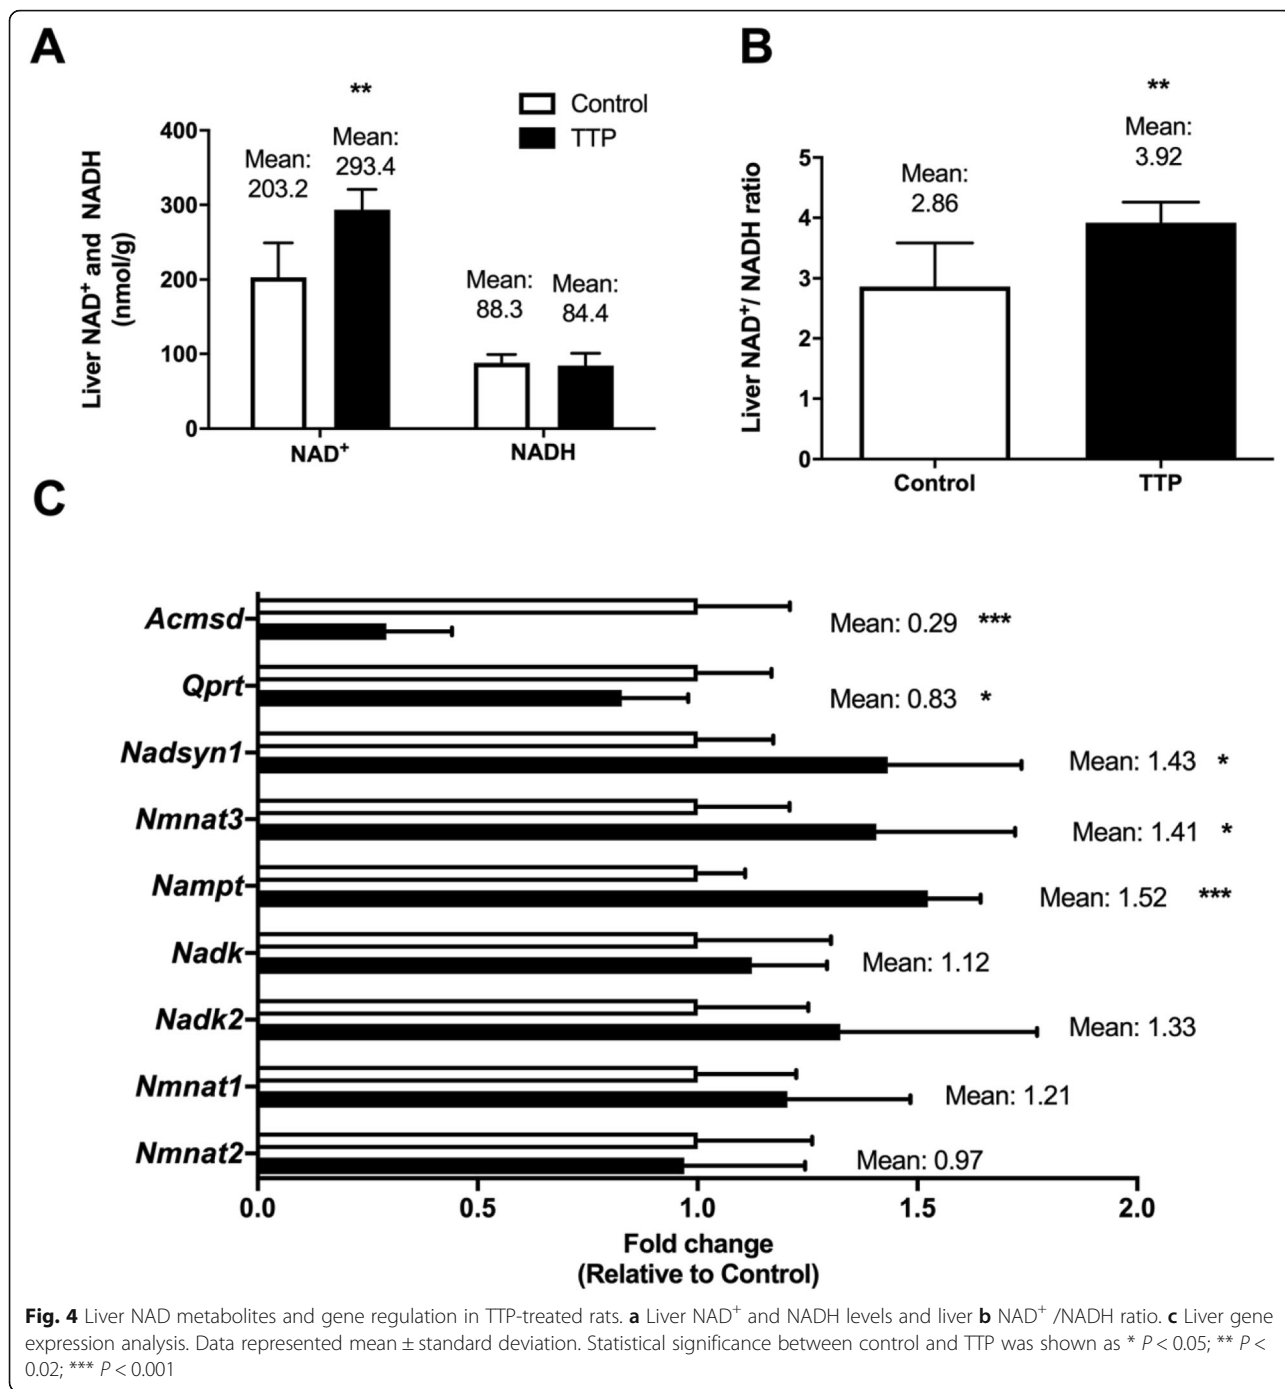 A
**
Mean:
293.4
Mean:
203.2
Mean:
88.3
Mean:
84.4
Control
TTP
400
300
200
100
0
Liver NAD⁺ and NADH
(nmol/g)
NAD⁺
NADH
B
**
Mean:
3.92
Mean:
2.86
5
4
3
2
1
0
Liver NAD⁺/ NADH ratio
Control
TTP
C
Acmsd
Mean: 0.29 ***
Qprt
Mean: 0.83 *
Nadsyn1
Mean: 1.43 *
Nmnat3
Mean: 1.41 *
Nampt
Mean: 1.52 ***
Nadk
Mean: 1.12
Nadk2
Mean: 1.33
Nmnat1
Mean: 1.21
Nmnat2
Mean: 0.97
0.0 0.5 1.0 1.5 2.0
Fold change
(Relative to Control)
Fig. 4 Liver NAD metabolites and gene regulation in TTP-treated rats. a Liver NAD⁺ and NADH levels and liver b NAD⁺ /NADH ratio. c Liver gene
expression analysis. Data represented mean ± standard deviation. Statistical significance between control and TTP was shown as * P < 0.05; ** P <
0.02; *** P < 0.001